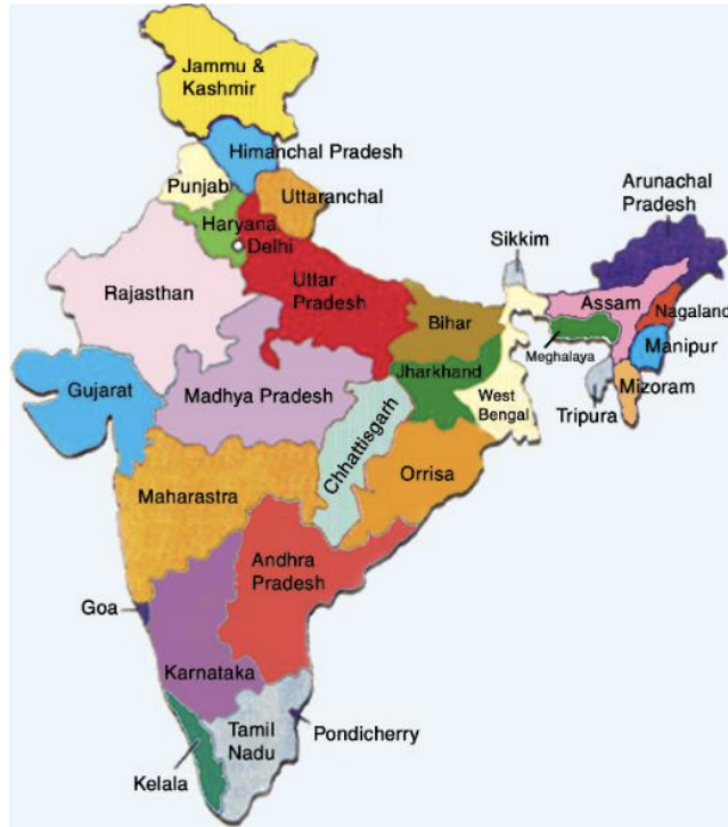 Jammu &
Kashmir
Himanchal Pradesh
Punjab
Uttaranchal
Arunachal
Pradesh
Haryana
Delhi
Sikkim
Rajasthan
Uttar
Pradesh
Assam
Nagaland
Bihar
Meghalaya
Manipur
Gujarat
Madhya Pradesh
Jharkhand
West
Bengal
Mizoram
Tripura
Chhattisgarh
Orrisa
Maharastra
Andhra
Pradesh
Goa
Karnataka
Tamil
Nadu
Pondicherry
Kelala